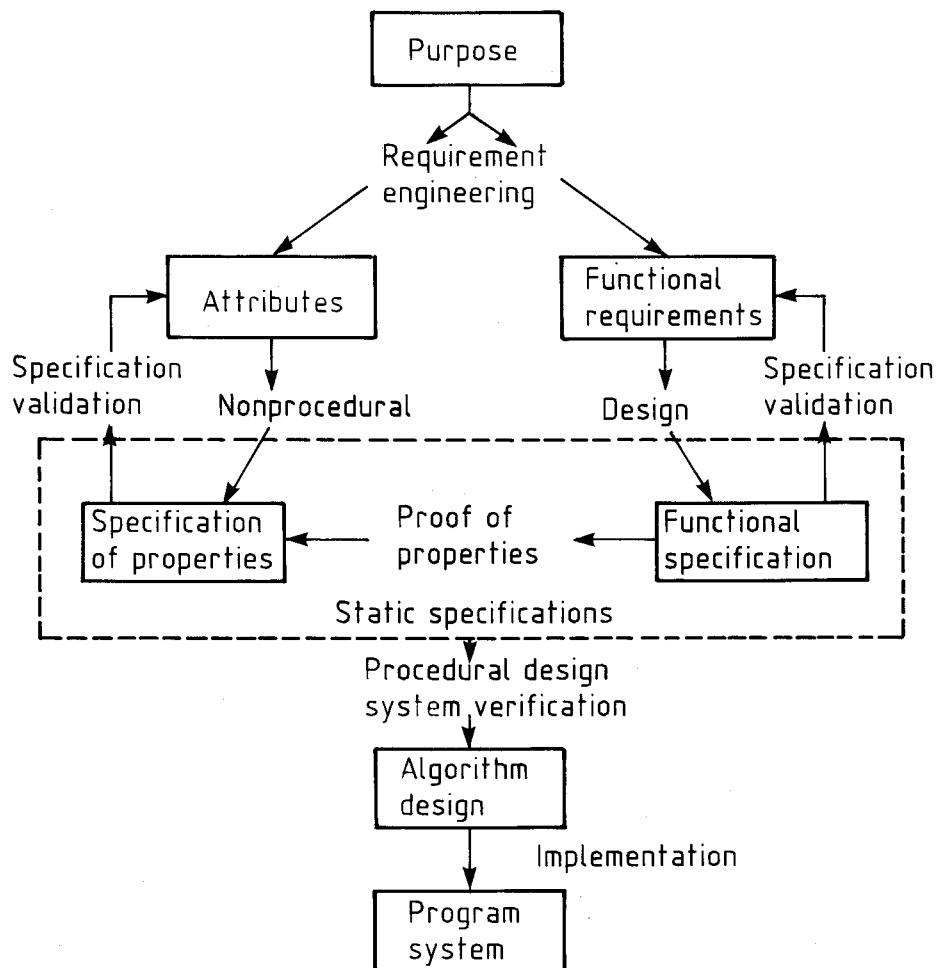 Purpose
Requirement
engineering
Attributes
Functional
requirements
Specification
validation
Nonprocedural
Design
Specification
validation
Specification
of properties
Proof of
properties
Functional
specification
Static specifications
Procedural design
system verification
Algorithm
design
Implementation
Program
system